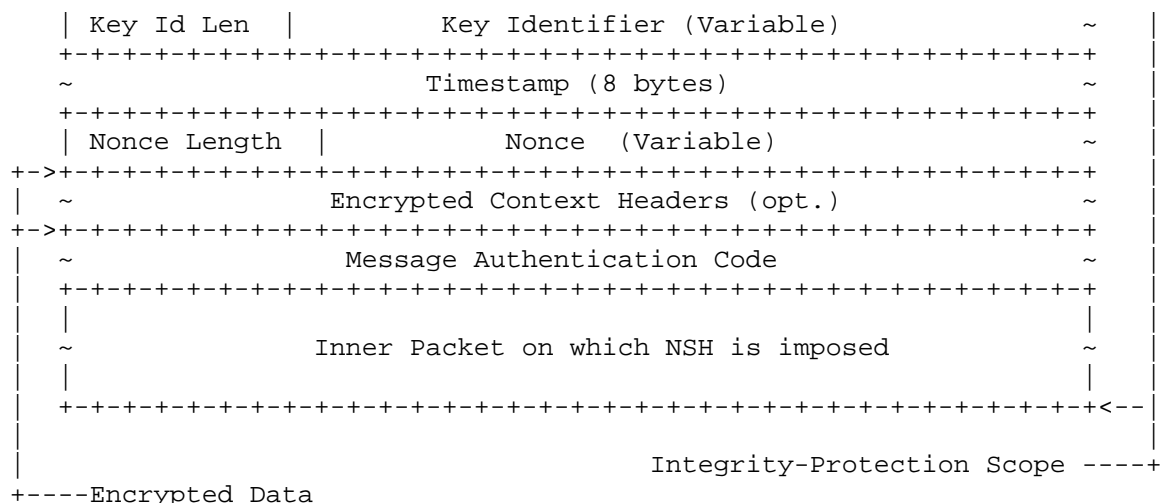 | Key Id Len  |         Key Identifier (Variable)               ~   |
   +-+-+-+-+-+-+-+-+-+-+-+-+-+-+-+-+-+-+-+-+-+-+-+-+-+-+-+-+-+-+-+-+   |
   ~                      Timestamp (8 bytes)                      ~   |
   +-+-+-+-+-+-+-+-+-+-+-+-+-+-+-+-+-+-+-+-+-+-+-+-+-+-+-+-+-+-+-+-+   |
   | Nonce Length  |           Nonce  (Variable)                   ~   |
+->+-+-+-+-+-+-+-+-+-+-+-+-+-+-+-+-+-+-+-+-+-+-+-+-+-+-+-+-+-+-+-+-+   |
|  ~                Encrypted Context Headers (opt.)               ~   |
+->+-+-+-+-+-+-+-+-+-+-+-+-+-+-+-+-+-+-+-+-+-+-+-+-+-+-+-+-+-+-+-+-+   |
|  ~                 Message Authentication Code                   ~   |
|  +-+-+-+-+-+-+-+-+-+-+-+-+-+-+-+-+-+-+-+-+-+-+-+-+-+-+-+-+-+-+-+-+   |
|  |                                                               |   |
|  ~               Inner Packet on which NSH is imposed            ~   |
|  |                                                               |   |
|  +-+-+-+-+-+-+-+-+-+-+-+-+-+-+-+-+-+-+-+-+-+-+-+-+-+-+-+-+-+-+-+-+<--|
|                                                                      |
|                                       Integrity-Protection Scope ----+
+----Encrypted Data